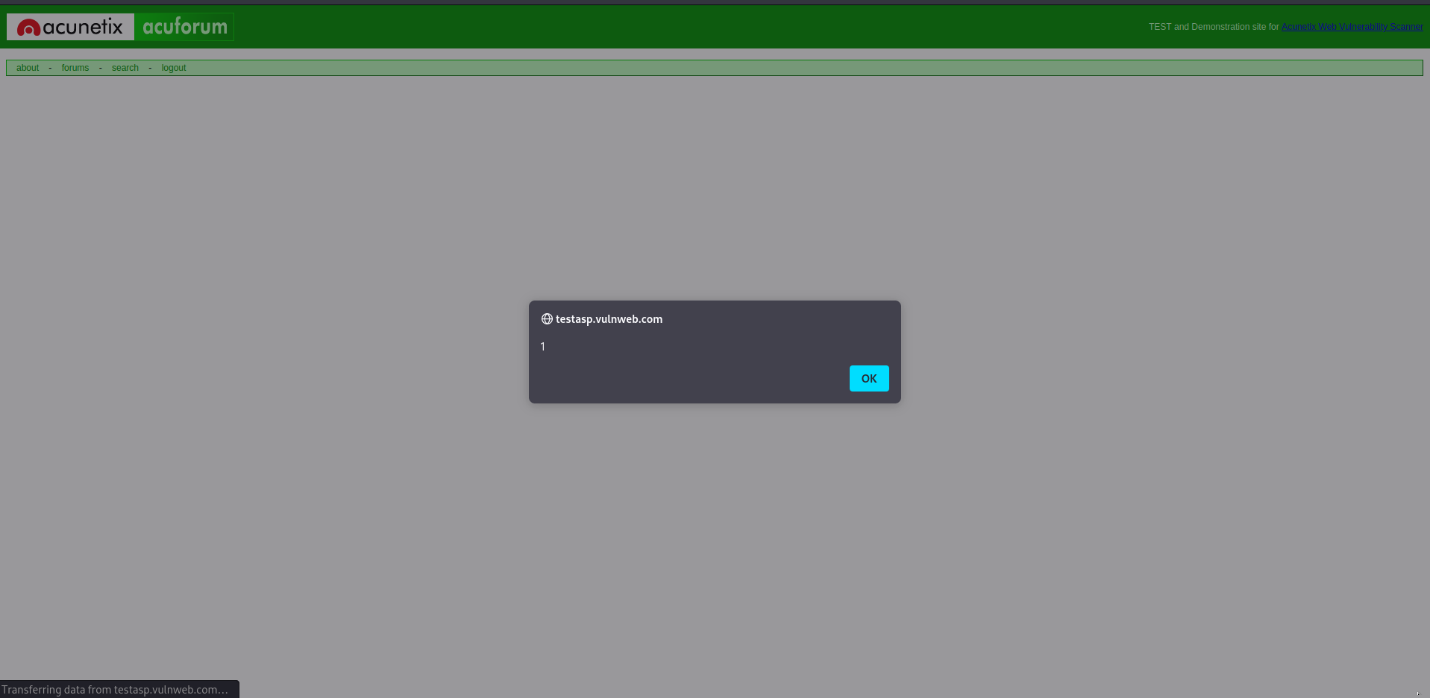 acunetix acuforum
TEST and Demonstration site for Acunetix Web Vulnerability Scanner
about - forums - search - logout
testasp.vulnweb.com
1
OK
Transferring data from testasp.vulnweb.com…